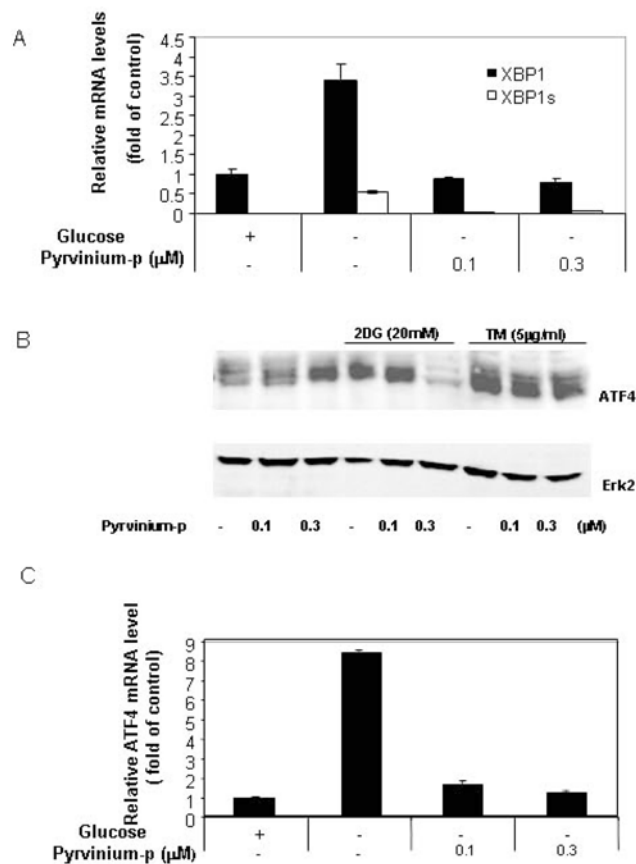 A
Relative mRNA levels
(fold of control)
4.5
4
3.5
3
2.5
2
1.5
1
0.5
0
XBP1
XBP1s
Glucose + - - -
Pyrvinium-p (µM) - - 0.1 0.3
B
2DG (20mM) TM (5µg/ml)
ATF4
Erk2
Pyrvinium-p - 0.1 0.3 - 0.1 0.3 - 0.1 0.3 (µM)
C
Relative ATF4 mRNA level
( fold of control)
9
8
7
6
5
4
3
2
1
0
Glucose + - - -
Pyrvinium-p (µM) - - 0.1 0.3